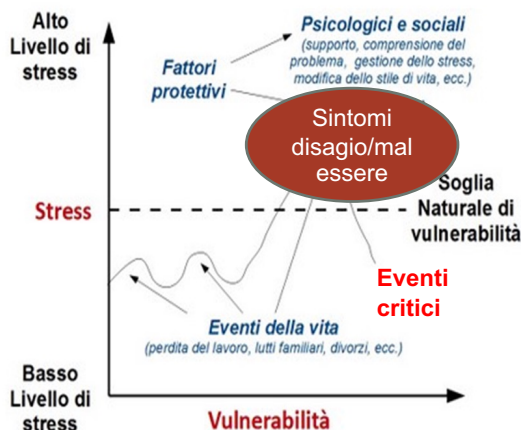 Alto
Livello di
stress
Psicologici e sociali
(supporto, comprensione del
problema, gestione dello stress,
modifica dello stile di vita, ecc.)
Fattori
protettivi
Sintomi
disagio/mal
essere
Soglia
Naturale di
vulnerabilità
Stress
Eventi
critici
Eventi della vita
(perdita del lavoro, lutti familiari, divorzi, ecc.)
Basso
Livello di
stress
Vulnerabilità